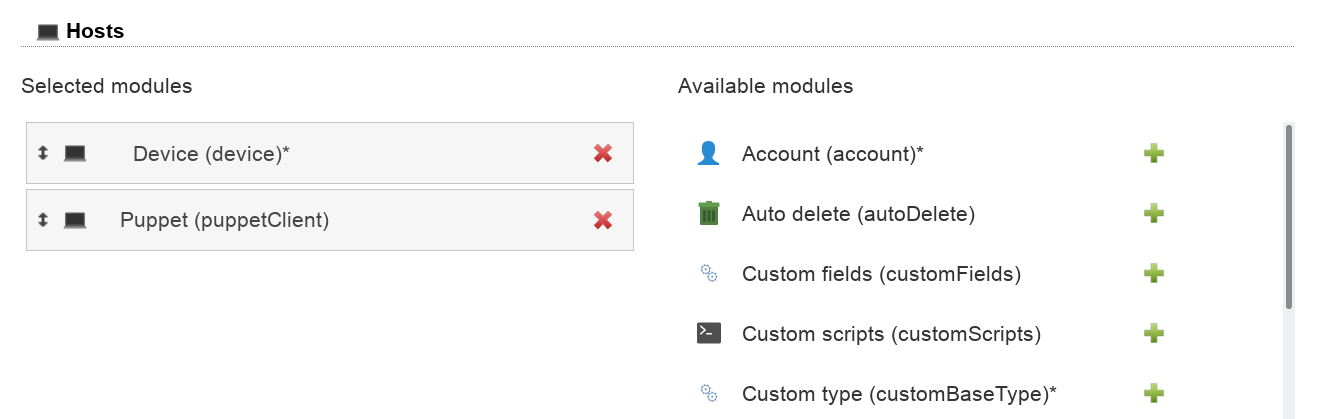 Hosts
Selected modules
Available modules
Device (device)*
Puppet (puppetClient)
Account (account)*
Auto delete (autoDelete)
Custom fields (customFields)
Custom scripts (customScripts)
Custom type (customBaseType)*